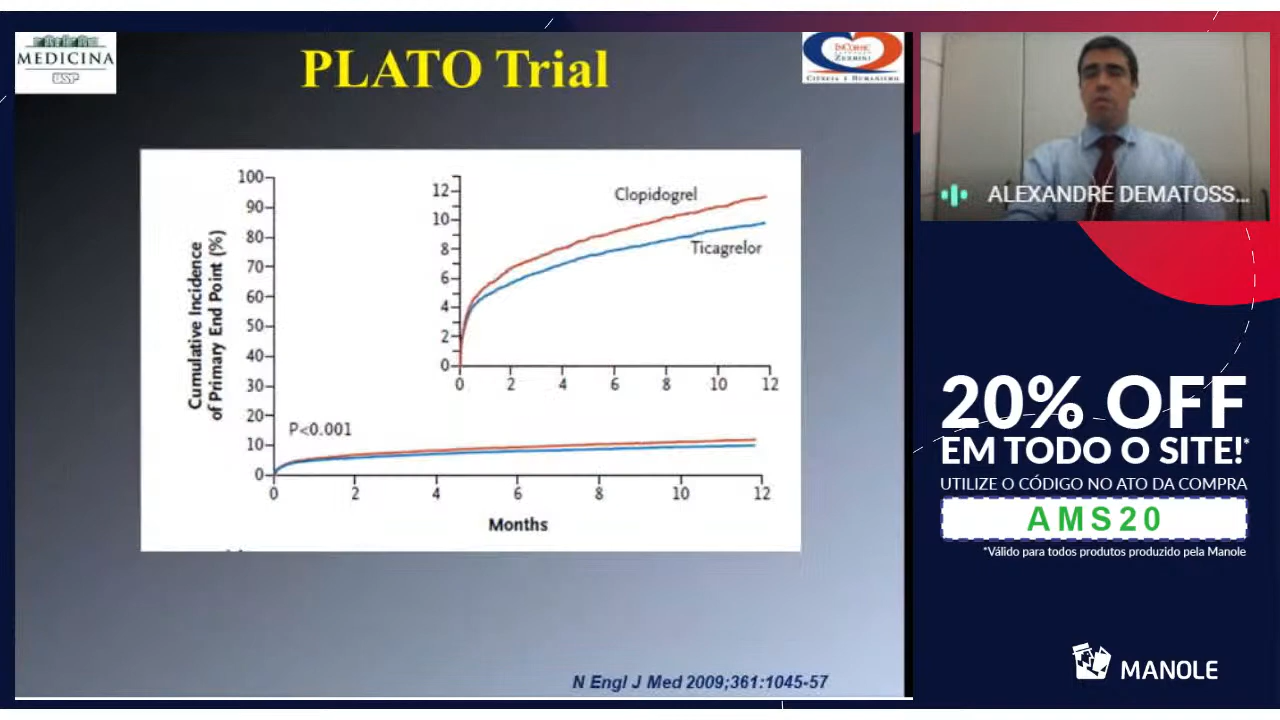 MEDICINA
USP
PLATO Trial
INCOR HC
ZERBINI
CIÊNCIA E HUMANISMO
Cumulative Incidence
of Primary End Point (%)
100
90
80
70
60
50
40
30
20
10
0
P<0.001
0 2 4 6 8 10 12
Months
12
10
8
6
4
2
0
0 2 4 6 8 10 12
Clopidogrel
Ticagrelor
N Engl J Med 2009;361:1045-57
ALEXANDRE DEMATOSS...
20% OFF
EM TODO O SITE!*
UTILIZE O CÓDIGO NO ATO DA COMPRA
AMS20
*Válido para todos produtos produzido pela Manole
MANOLE